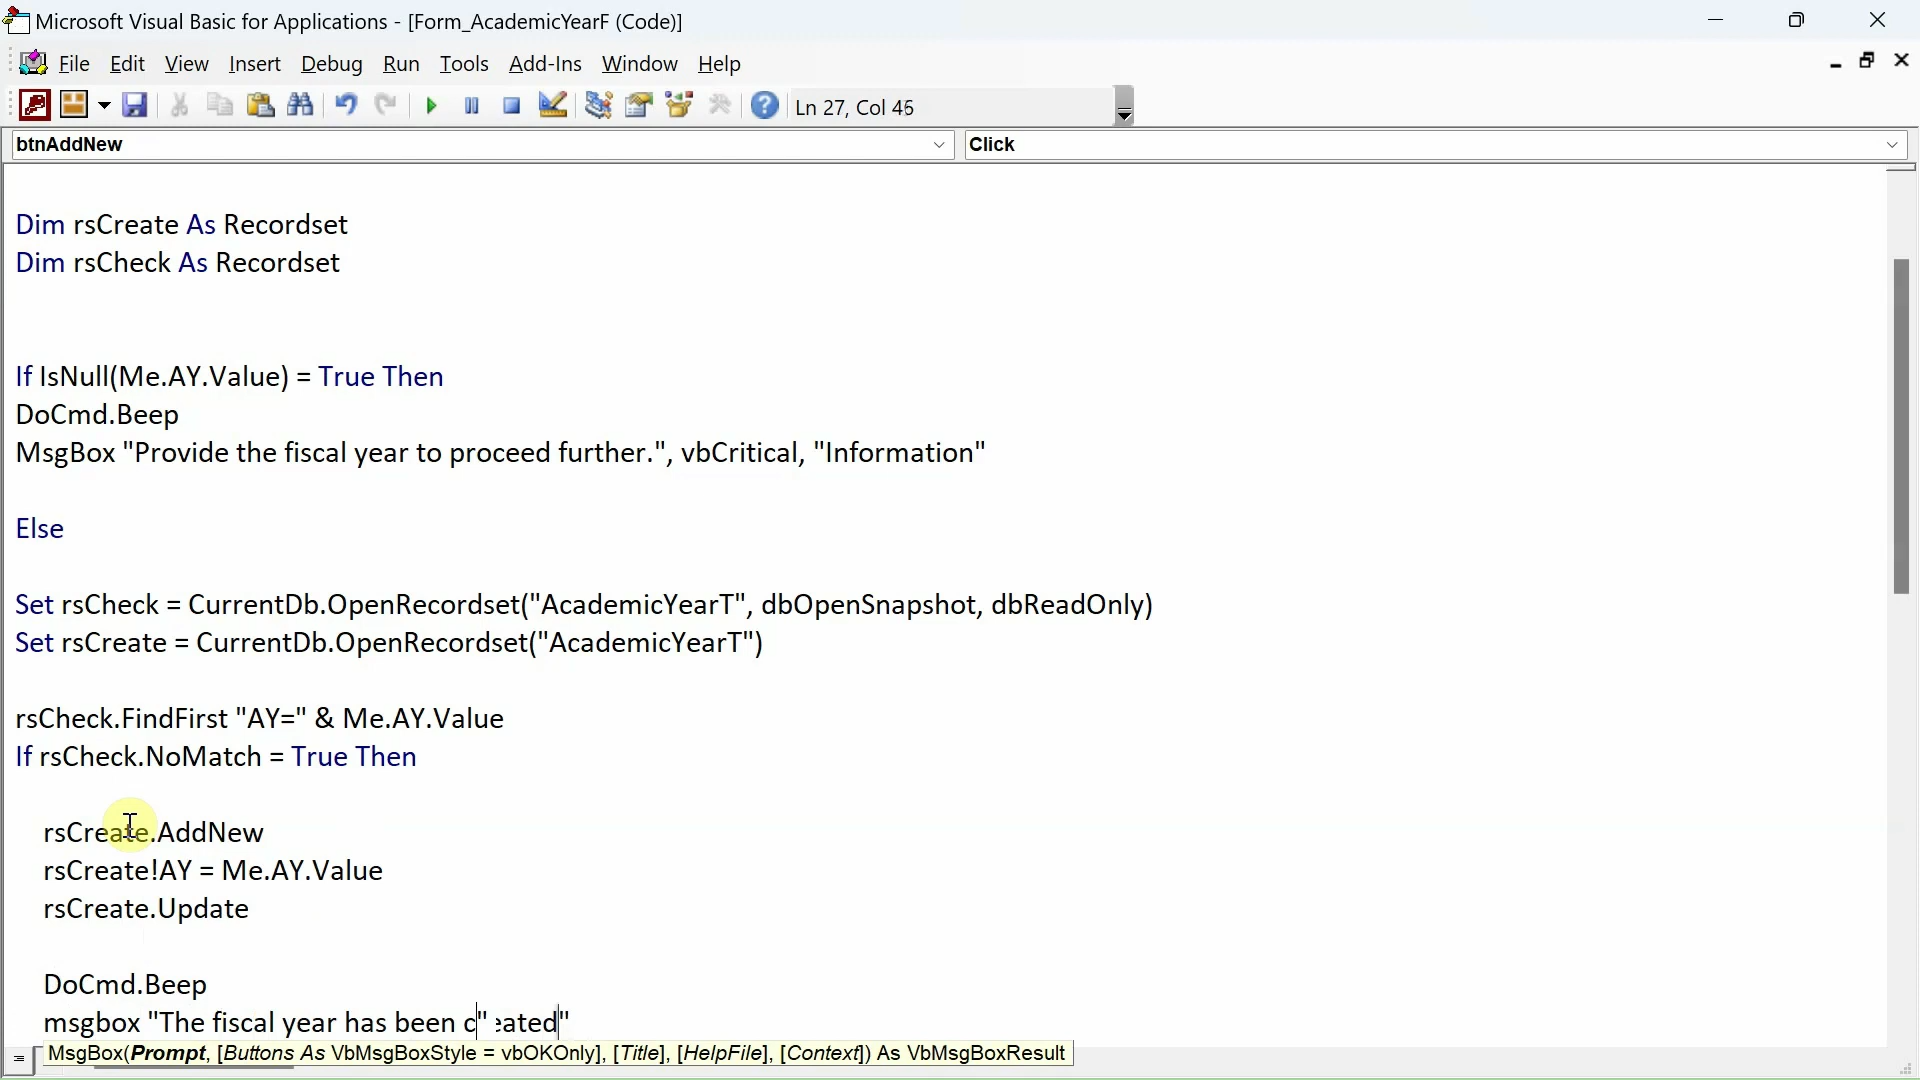 Microsoft Visual Basic for Applications - [Form_AcademicYearF (Code)]
File Edit View Insert Debug Run Tools Add-Ins Window Help
Ln 27, Col 46
btnAddNew
Click
Dim rsCreate As Recordset
Dim rsCheck As Recordset
If IsNull(Me.AY.Value) = True Then
DoCmd.Beep
MsgBox "Provide the fiscal year to proceed further.", vbCritical, "Information"
Else
Set rsCheck = CurrentDb.OpenRecordset("AcademicYearT", dbOpenSnapshot, dbReadOnly)
Set rsCreate = CurrentDb.OpenRecordset("AcademicYearT")
rsCheck.FindFirst "AY=" & Me.AY.Value
If rsCheck.NoMatch = True Then
rsCreate.AddNew
rsCreate!AY = Me.AY.Value
rsCreate.Update
DoCmd.Beep
msgbox "The fiscal year has been
MsgBox(Prompt, [Buttons As VbMsgBoxStyle = vbOKOnly], [Title], [HelpFile], [Context]) As VbMsgBoxResult